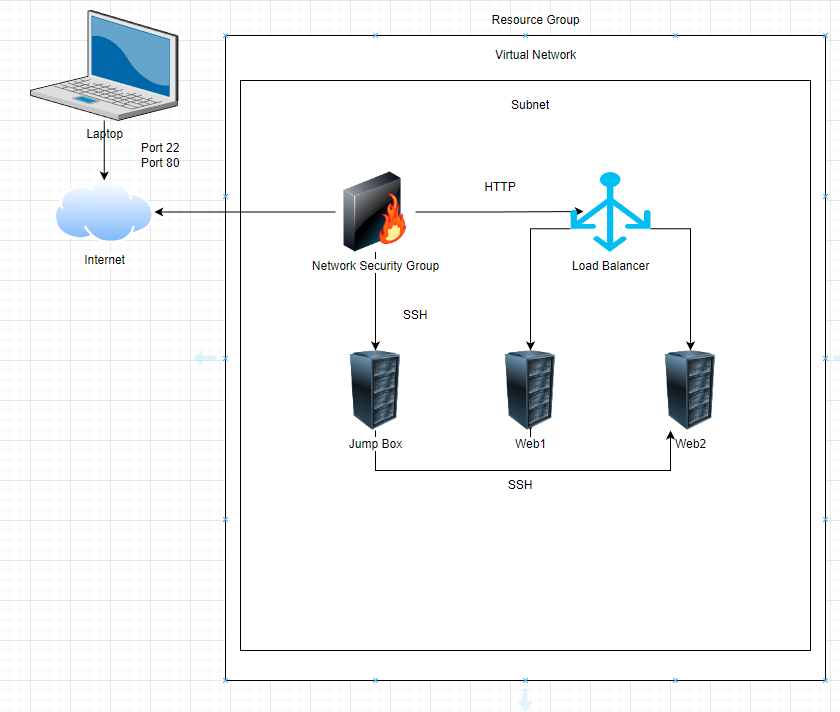 Resource Group
Virtual Network
Subnet
Laptop
Port 22
Port 80
HTTP
Internet
Network Security Group
Load Balancer
SSH
Jump Box
Web1
Web2
SSH